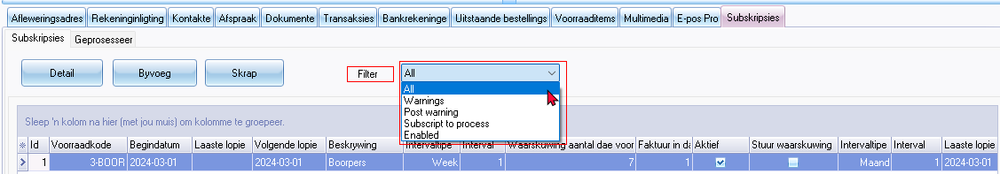 Afleweringsadres Rekeninginligting Kontakte Afspraak Dokumente Transaksies Bankrekeninge Uitstaande bestellings Voorraaditems Multimedia E-pos Pro Subskripsies
Subskripsies Geprosesseer
Detail Byvoeg Skrap Filter All
All
Warnings
Post warning
Subscript to process
Enabled
Sleep 'n kolom na hier (met jou muis) om kolomme te groepeer.
Id Voorraadkode Begindatum Laaste lopie Volgende lopie Beskrywing Intervaltipe Interval Waarskuwing aantal dae voor Faktuur in da Aktief Stuur waarskuwing Intervaltipe Interval Laaste lopie
1 3-BOOR 2024-03-01 2024-03-01 Boorpers Week 1 7 1 Maand 1 2024-03-01